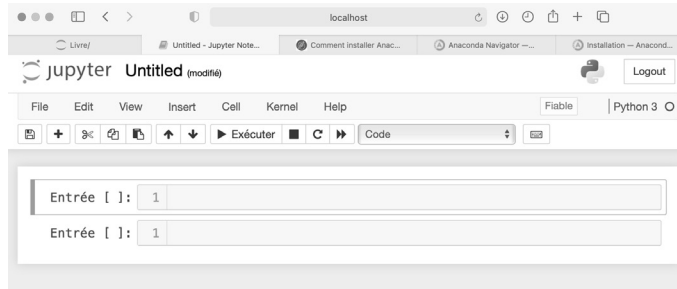 localhost
Livre/
Untitled - Jupyter Note...
Comment installer Anac...
Anaconda Navigator —...
Installation — Anacond...
jupyter Untitled (modifié)
Logout
File Edit View Insert Cell Kernel Help
Fiable
Python 3
Exécuter
Code
Entrée [ ]: 1
Entrée [ ]: 1